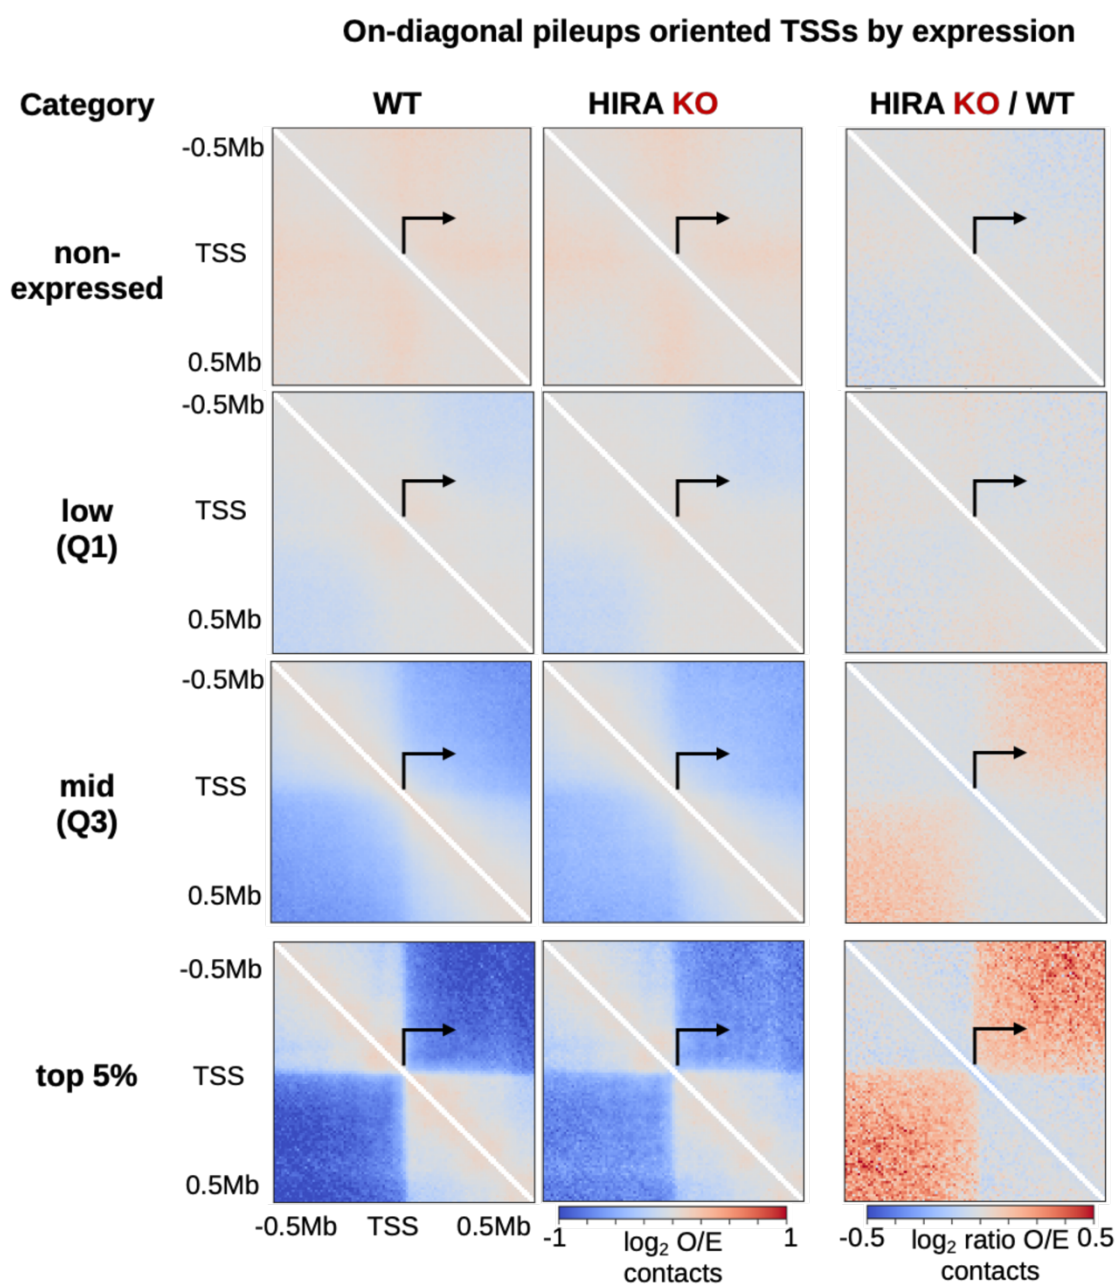 On-diagonal pileups oriented TSSs by expression
Category
WT
HIRA KO
HIRA KO / WT
non-
expressed
-0.5Mb
TSS
0.5Mb
low
(Q1)
-0.5Mb
TSS
0.5Mb
mid
(Q3)
-0.5Mb
TSS
0.5Mb
top 5%
-0.5Mb
TSS
0.5Mb
-0.5Mb TSS 0.5Mb
-1 log₂ O/E 1
contacts
-0.5 log₂ ratio O/E 0.5
contacts